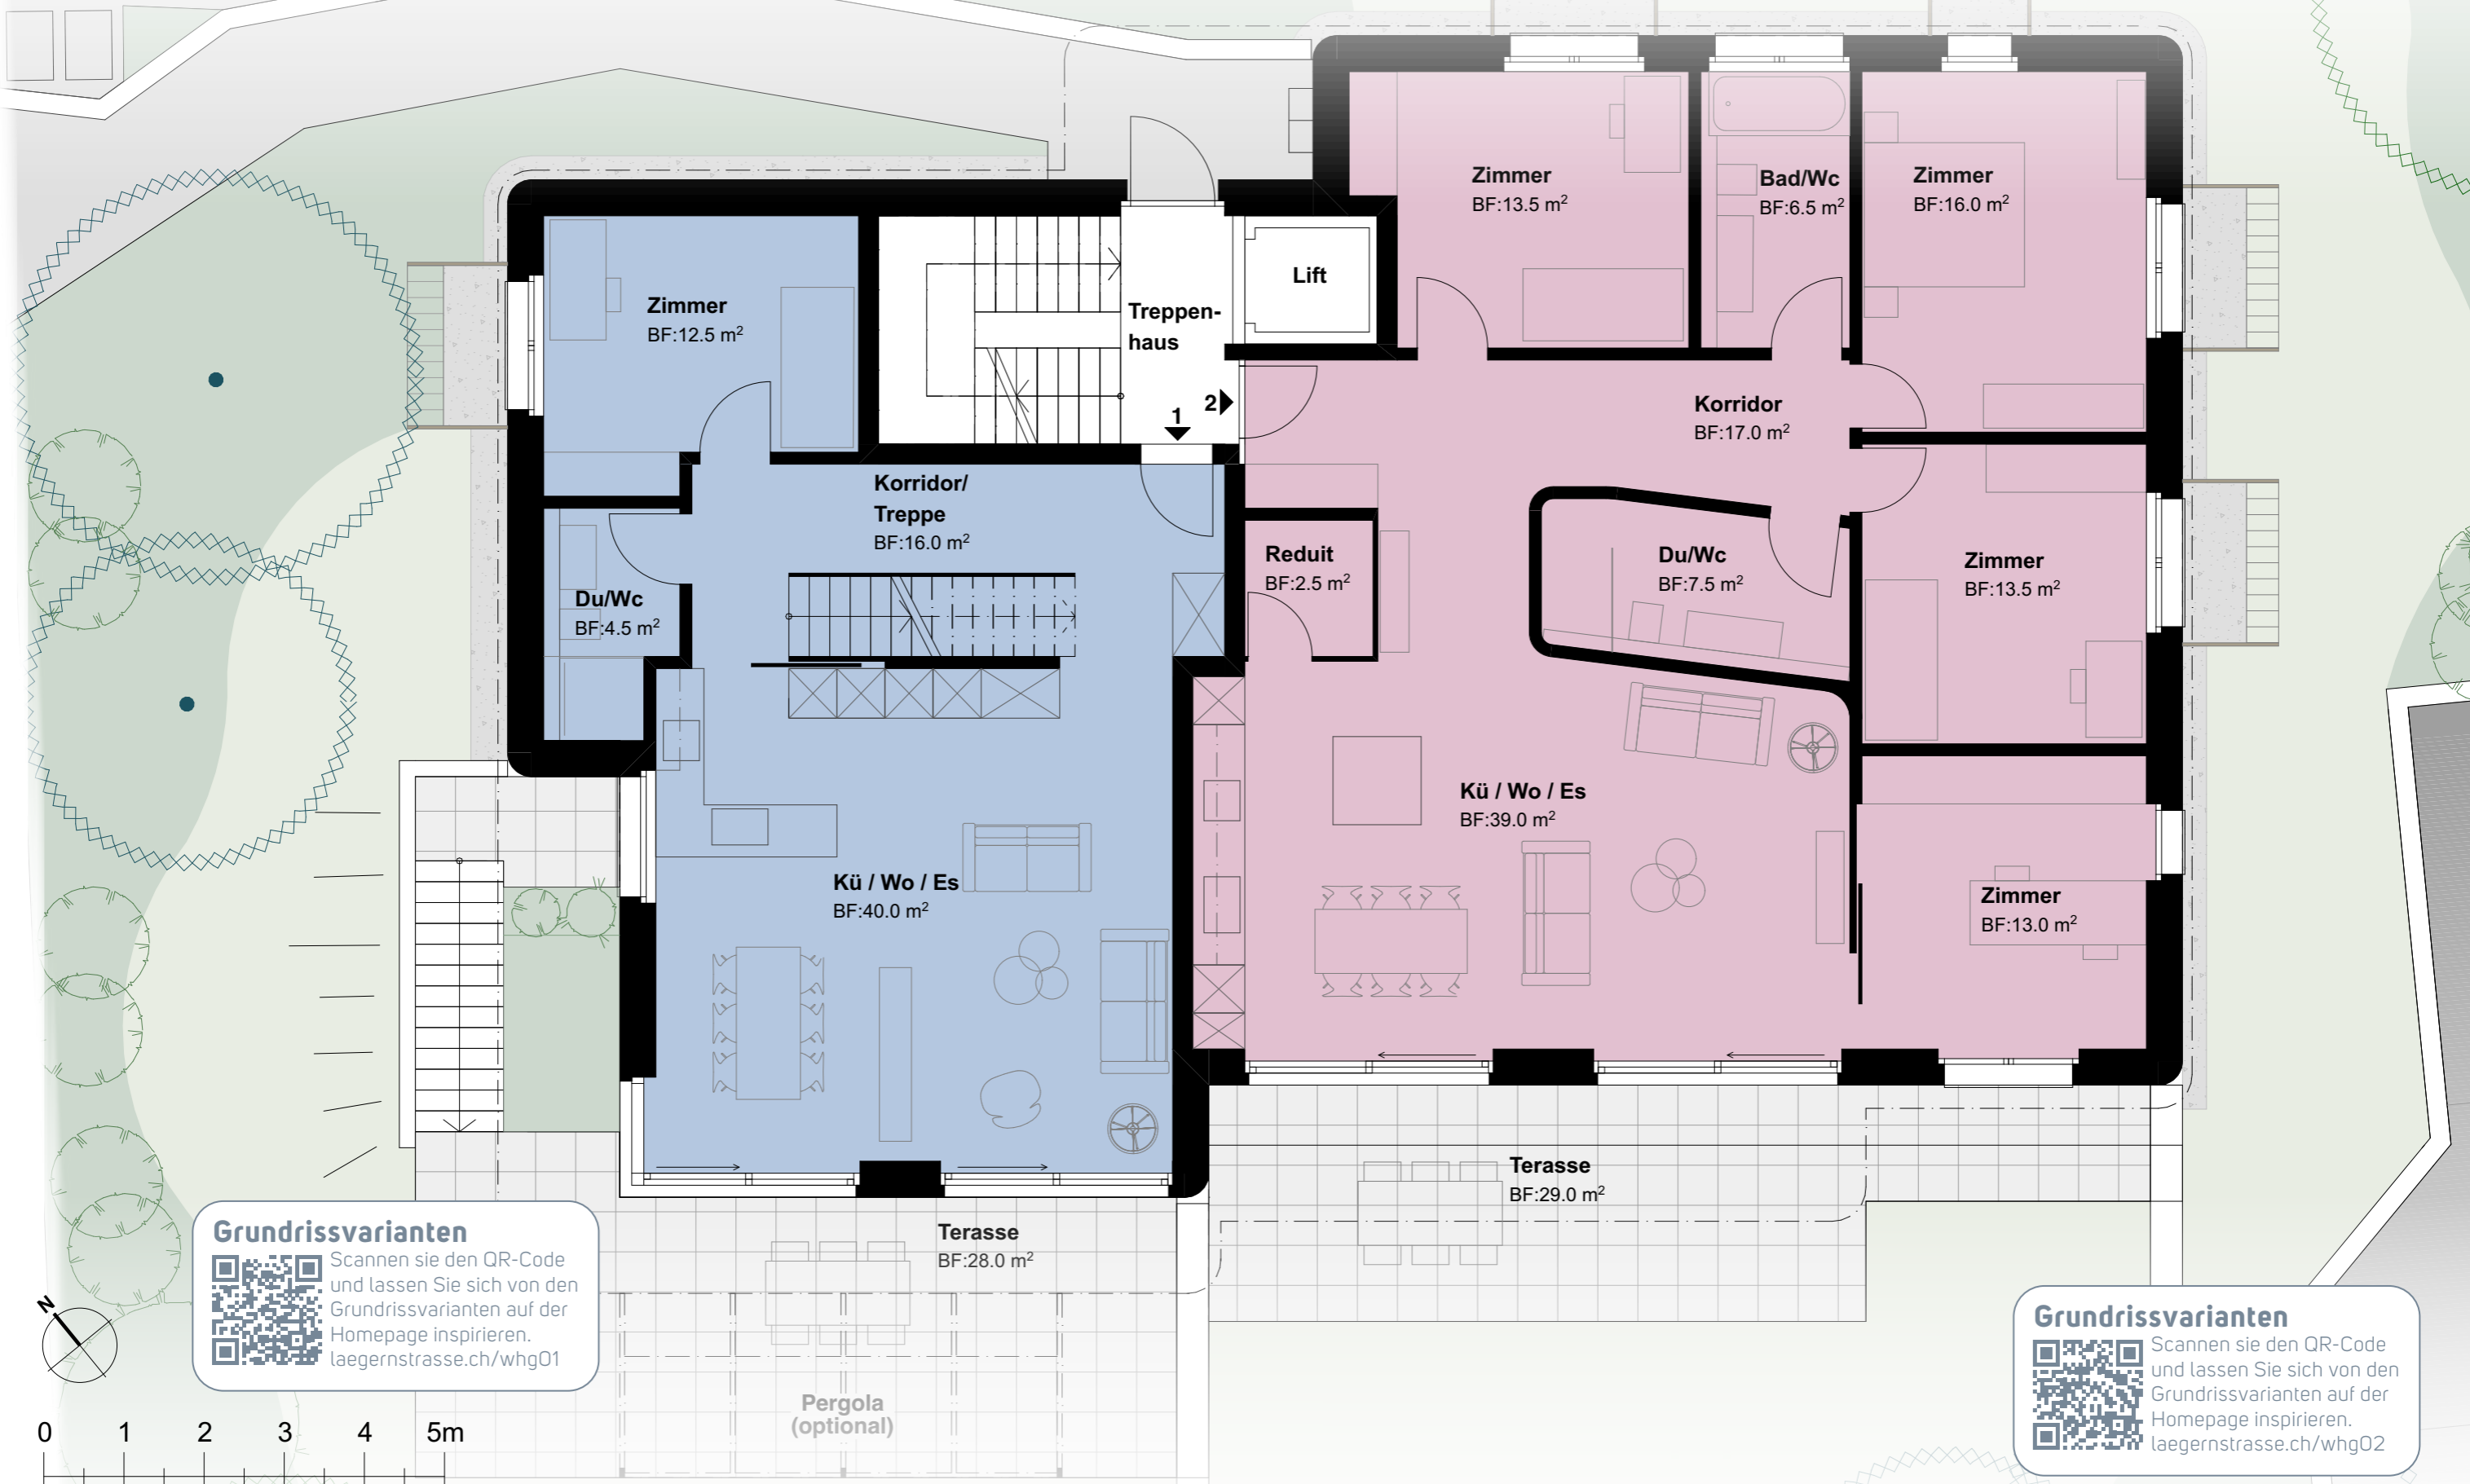 Zimmer
BF:13.5 m²
Bad/Wc
BF:6.5 m²
Zimmer
BF:16.0 m²
Lift
Zimmer
BF:12.5 m²
Treppen-
haus
2
1
Korridor
BF:17.0 m²
Korridor/
Treppe
BF:16.0 m²
Reduit
BF:2.5 m²
Du/Wc
BF:7.5 m²
Zimmer
BF:13.5 m²
Du/Wc
BF:4.5 m²
Kü / Wo / Es
BF:39.0 m²
Kü / Wo / Es
BF:40.0 m²
Zimmer
BF:13.0 m²
Terasse
BF:29.0 m²
Terasse
BF:28.0 m²
Grundrissvarianten
Scannen sie den QR-Code
und lassen Sie sich von den
Grundrissvarianten auf der
Homepage inspirieren.
laegernstrasse.ch/whg01
N
Pergola
(optional)
0 1 2 3 4 5m
Grundrissvarianten
Scannen sie den QR-Code
und lassen Sie sich von den
Grundrissvarianten auf der
Homepage inspirieren.
laegernstrasse.ch/whg02